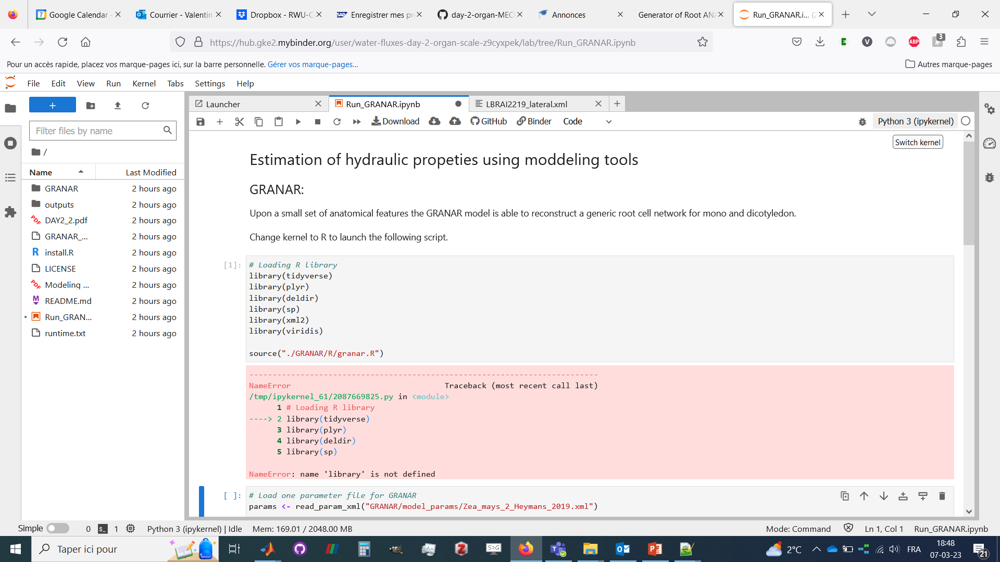 Google Calendar -
Courrier - Valentin
Dropbox - RWU-C
Enregistrer mes pr
day-2-organ-MECH
Annonces
Generator of Root ANA
Run_GRANAR.i... (2
https://hub.gke2.mybinder.org/user/water-fluxes-day-2-organ-scale-z9cyxpek/lab/tree/Run_GRANAR.ipynb
ABP
3
Pour un accès rapide, placez vos marque-pages ici, sur la barre personnelle. Gérer vos marque-pages...
Autres marque-pages
File Edit View Run Kernel Tabs Settings Help
Launcher
Run_GRANAR.ipynb
LBRAI2219_lateral.xml
Download
GitHub
Binder
Code
Python 3 (ipykernel)
Switch kernel
Filter files by name
/
Name Last Modified
GRANAR 2 hours ago
outputs 2 hours ago
DAY2_2.pdf 2 hours ago
GRANAR_... 2 hours ago
install.R 2 hours ago
LICENSE 2 hours ago
Modeling ... 2 hours ago
README.md 2 hours ago
Run_GRAN... 2 hours ago
runtime.txt 2 hours ago
Estimation of hydraulic propeties using moddeling tools
GRANAR:
Upon a small set of anatomical features the GRANAR model is able to reconstruct a generic root cell network for mono and dicotyledon.
Change kernel to R to launch the following script.
[1]: # Loading R library
library(tidyverse)
library(plyr)
library(deldir)
library(sp)
library(xml2)
library(viridis)
source("./GRANAR/R/granar.R")
---------------------------------------------------------------------------
NameError Traceback (most recent call last)
/tmp/ipykernel_61/2087669825.py in <module>
1 # Loading R library
----> 2 library(tidyverse)
3 library(plyr)
4 library(deldir)
5 library(sp)
NameError: name 'library' is not defined
[ ]: # Load one parameter file for GRANAR
params <- read_param_xml("GRANAR/model_params/Zea_mays_2_Heymans_2019.xml")
Simple 0 1 Python 3 (ipykernel) | Idle Mem: 169.01 / 2048.00 MB
Mode: Command Ln 1, Col 1 Run_GRANAR.ipynb
Taper ici pour
2°C
FRA
18:48
07-03-23
21